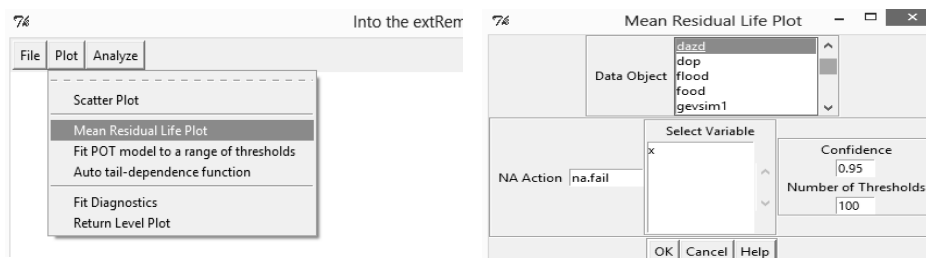 Into the extRem
File Plot Analyze
Scatter Plot
Mean Residual Life Plot
Fit POT model to a range of thresholds
Auto tail-dependence function
Fit Diagnostics
Return Level Plot
Mean Residual Life Plot
Data Object
dazd
dop
flood
food
gevsim1
NA Action na.fail
Select Variable
x
Confidence
0.95
Number of Thresholds
100
OK Cancel Help